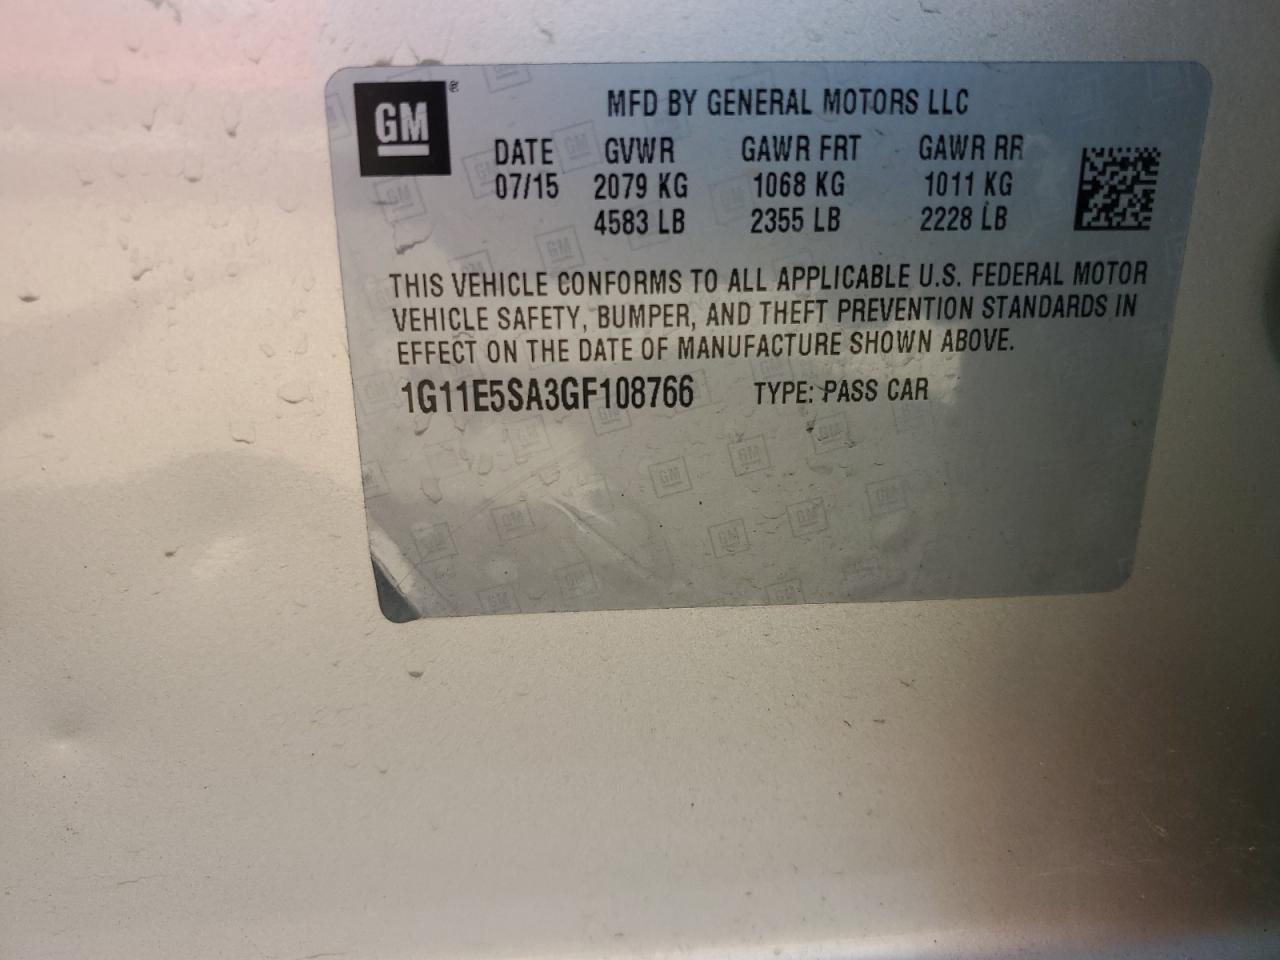 GM®
MFD BY GENERAL MOTORS LLC
DATE GVWR GAWR FRT GAWR RR
07/15 2079 KG 1068 KG 1011 KG
4583 LB 2355 LB 2228 LB
THIS VEHICLE CONFORMS TO ALL APPLICABLE U.S. FEDERAL MOTOR
VEHICLE SAFETY, BUMPER, AND THEFT PREVENTION STANDARDS IN
EFFECT ON THE DATE OF MANUFACTURE SHOWN ABOVE.
1G11E5SA3GF108766 TYPE: PASS CAR